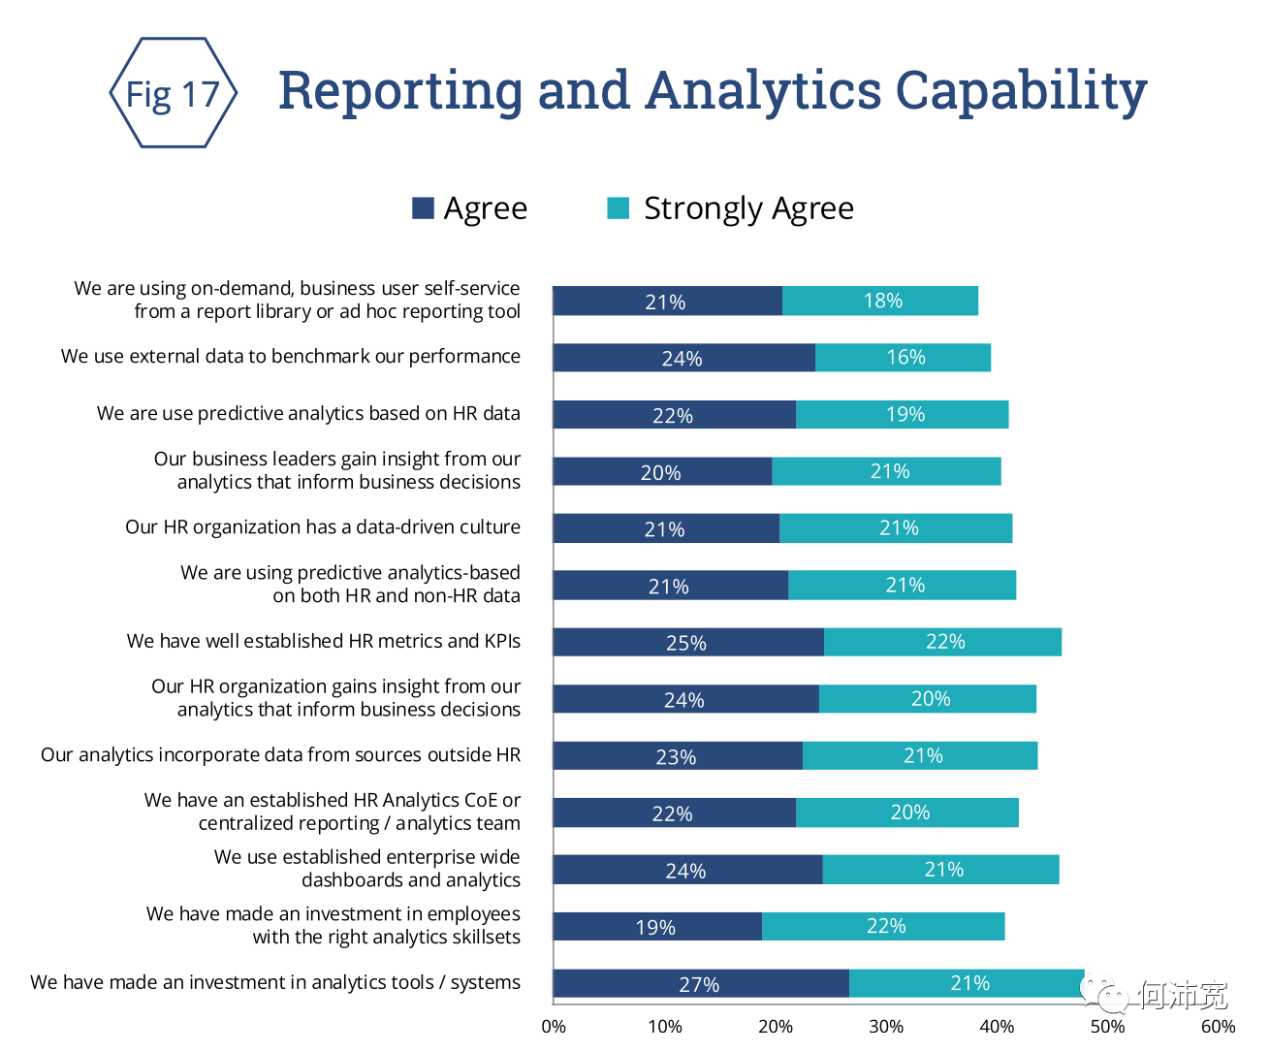 Fig 17
Reporting and Analytics Capability
Agree
Strongly Agree
We are using on-demand, business user self-service
from a report library or ad hoc reporting tool
21%
18%
We use external data to benchmark our performance
24%
16%
We are use predictive analytics based on HR data
22%
19%
Our business leaders gain insight from our
analytics that inform business decisions
20%
21%
Our HR organization has a data-driven culture
21%
21%
We are using predictive analytics-based
on both HR and non-HR data
21%
21%
We have well established HR metrics and KPIs
25%
22%
Our HR organization gains insight from our
analytics that inform business decisions
24%
20%
Our analytics incorporate data from sources outside HR
23%
21%
We have an established HR Analytics CoE or
centralized reporting / analytics team
22%
20%
We use established enterprise wide
dashboards and analytics
24%
21%
We have made an investment in employees
with the right analytics skillsets
19%
22%
We have made an investment in analytics tools / systems
27%
21%
何沛宽
0%
10%
20%
30%
40%
50%
60%